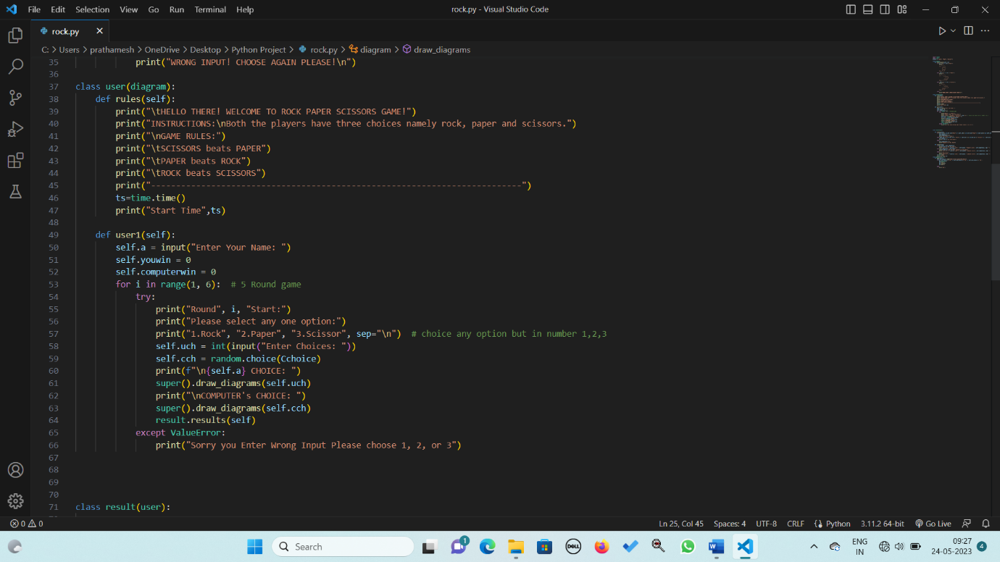 File Edit Selection View Go Run Terminal Help rock.py - Visual Studio Code
rock.py
C: > Users > prathamesh > OneDrive > Desktop > Python Project > rock.py > diagram > draw_diagrams
35 print("WRONG INPUT! CHOOSE AGAIN PLEASE!\n")
36
37 class user(diagram):
38 def rules(self):
39 print("\tHELLO THERE! WELCOME TO ROCK PAPER SCISSORS GAME!")
40 print("INSTRUCTIONS:\nBoth the players have three choices namely rock, paper and scissors.")
41 print("\nGAME RULES:")
42 print("\tSCISSORS beats PAPER")
43 print("\tPAPER beats ROCK")
44 print("\tROCK beats SCISSORS")
45 print("--------------------------------------------------------------------------")
46 ts=time.time()
47 print("Start Time",ts)
48
49 def user1(self):
50 self.a = input("Enter Your Name: ")
51 self.youwin = 0
52 self.computerwin = 0
53 for i in range(1, 6): # 5 Round game
54 try:
55 print("Round", i, "Start:")
56 print("Please select any one option:")
57 print("1.Rock", "2.Paper", "3.Scissor", sep="\n") # choice any option but in number 1,2,3
58 self.uch = int(input("Enter Choices: "))
59 self.cch = random.choice(Cchoice)
60 print(f"\n{self.a} CHOICE: ")
61 super().draw_diagrams(self.uch)
62 print("\nCOMPUTER's CHOICE: ")
63 super().draw_diagrams(self.cch)
64 result.results(self)
65 except ValueError:
66 print("Sorry you Enter Wrong Input Please choose 1, 2, or 3")
67
68
69
70
71 class result(user):
0 0 Ln 25, Col 45 Spaces: 4 UTF-8 CRLF Python 3.11.2 64-bit Go Live
Search
1
DELL
ENG
IN
09:27
24-05-2023
4